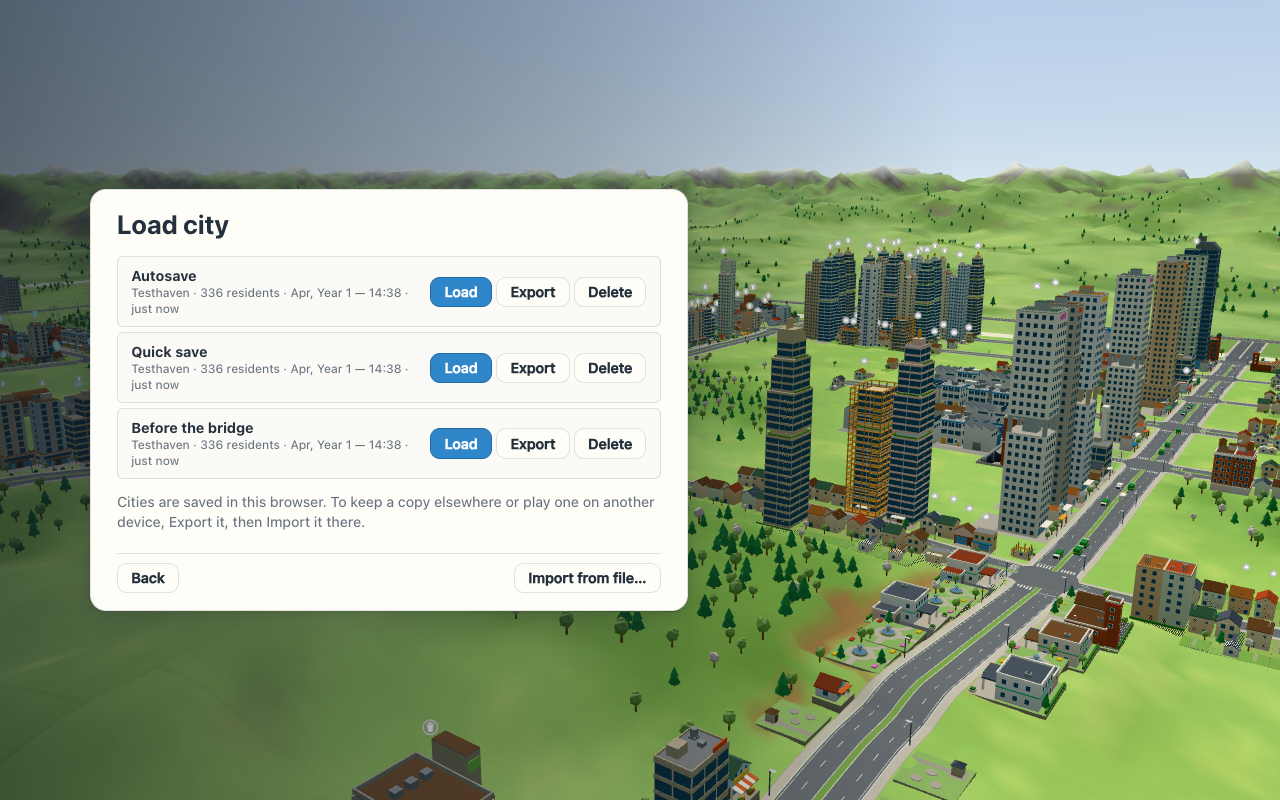 Load city
Autosave
Testhaven · 336 residents · Apr, Year 1 — 14:38 ·
just now
Load
Export
Delete
Quick save
Testhaven · 336 residents · Apr, Year 1 — 14:38 ·
just now
Load
Export
Delete
Before the bridge
Testhaven · 336 residents · Apr, Year 1 — 14:38 ·
just now
Load
Export
Delete
Cities are saved in this browser. To keep a copy elsewhere or play one on another
device, Export it, then Import it there.
Back
Import from file...